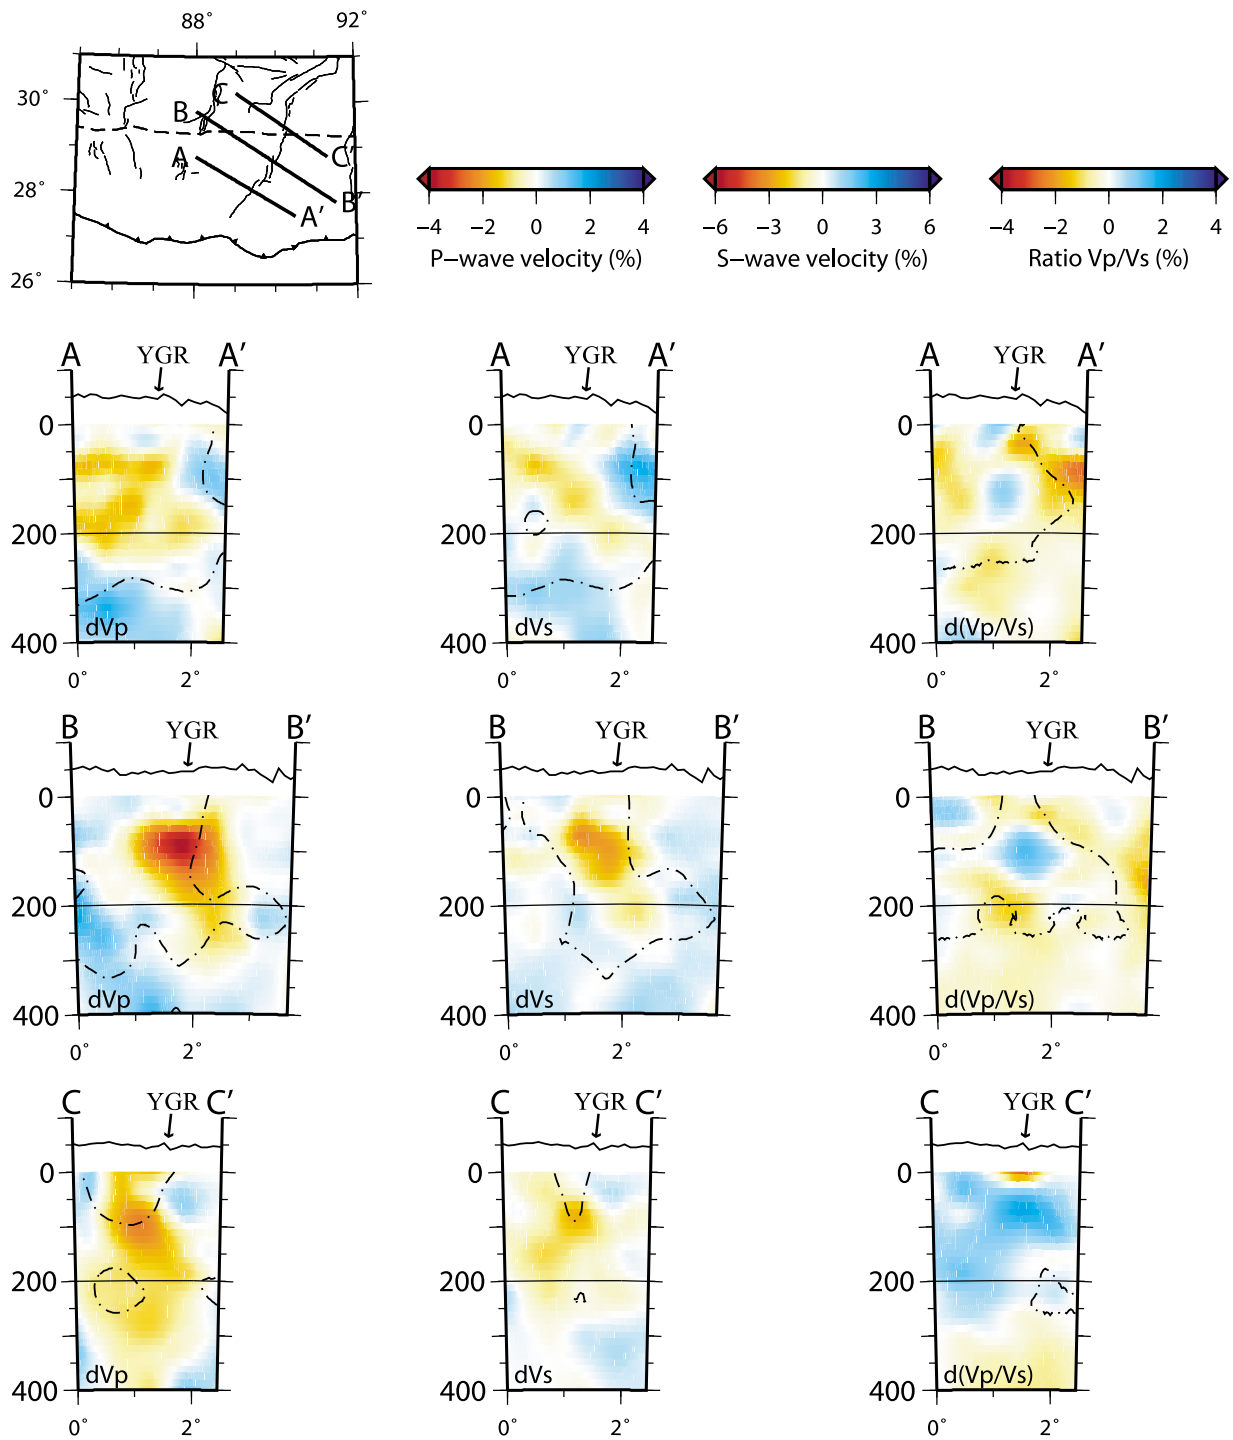 88° 92°
30°
28°
26°
A A'
B B'
C C'
−4 −2 0 2 4
P−wave velocity (%)
−6 −3 0 3 6
S−wave velocity (%)
−4 −2 0 2 4
Ratio Vp/Vs (%)
A YGR A'
0
200
400
dVp
0° 2°
A YGR A'
0
200
400
dVs
0° 2°
A YGR A'
0
200
400
d(Vp/Vs)
0° 2°
B YGR B'
0
200
400
dVp
0° 2°
B YGR B'
0
200
400
dVs
0° 2°
B YGR B'
0
200
400
d(Vp/Vs)
0° 2°
C YGR C'
0
200
400
dVp
0° 2°
C YGR C'
0
200
400
dVs
0° 2°
C YGR C'
0
200
400
d(Vp/Vs)
0° 2°